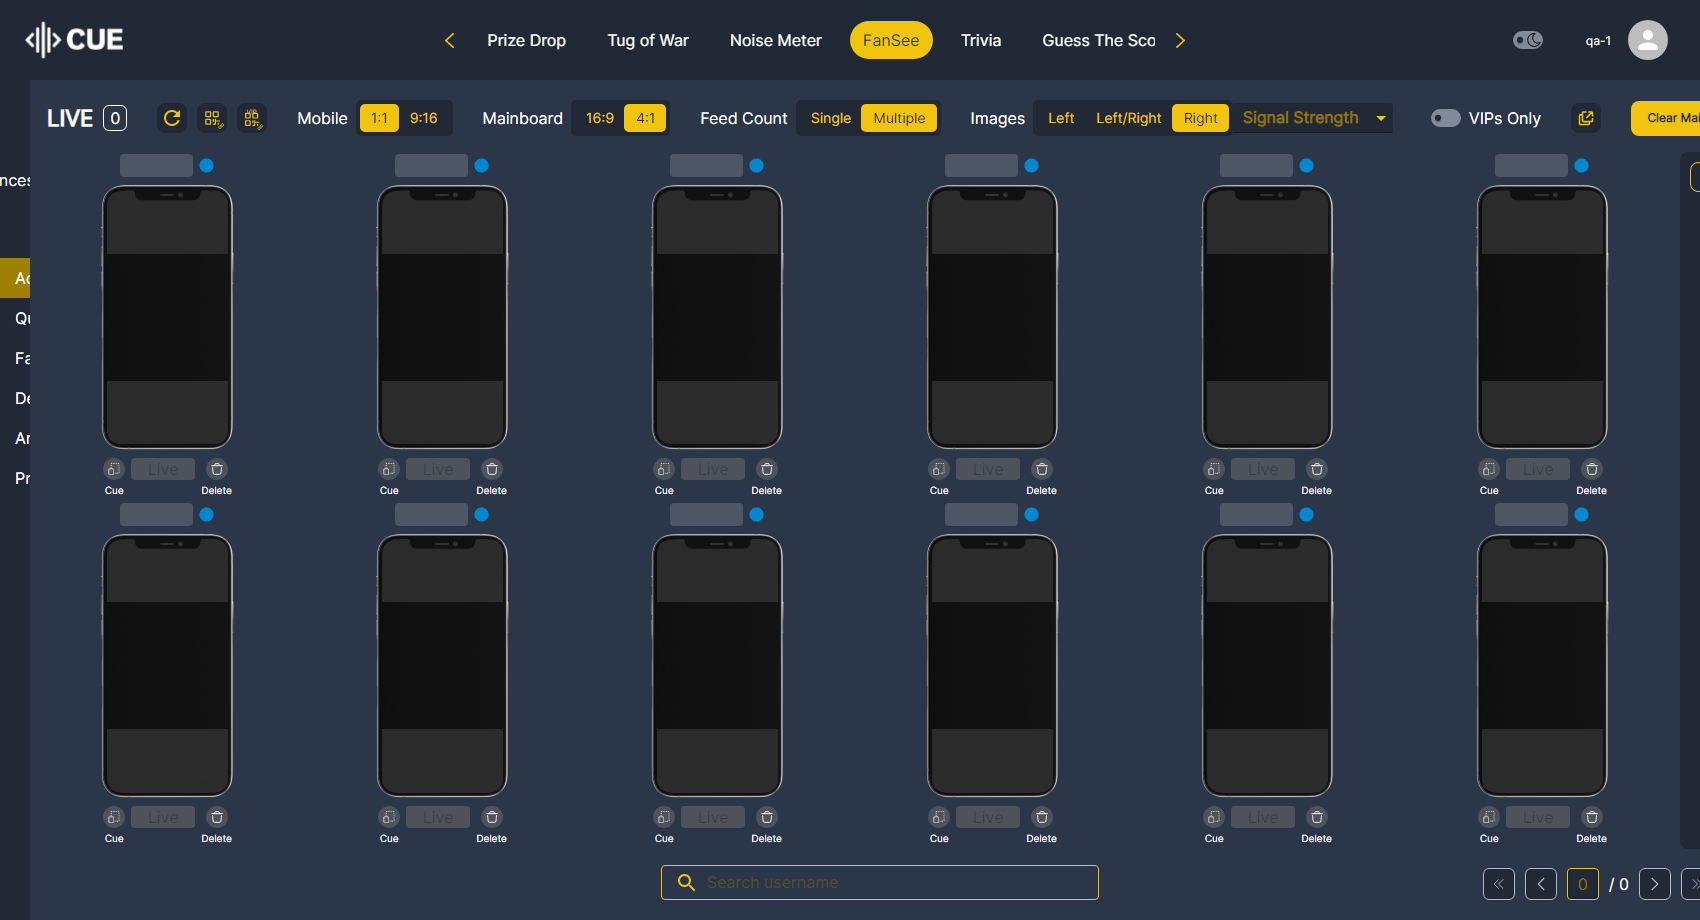 CUE
Prize Drop Tug of War Noise Meter FanSee Trivia Guess The Sco
qa-1
LIVE 0 Mobile 1:1 9:16 Mainboard 16:9 4:1 Feed Count Single Multiple Images Left Left/Right Right Signal Strength VIPs Only Clear Mai
nces
Ac
Qu
Fa
De
An
Pr
Live Live Live Live Live Live
Cue Delete Cue Delete Cue Delete Cue Delete Cue Delete Cue Delete
Live Live Live Live Live Live
Cue Delete Cue Delete Cue Delete Cue Delete Cue Delete Cue Delete
Search username
0 / 0